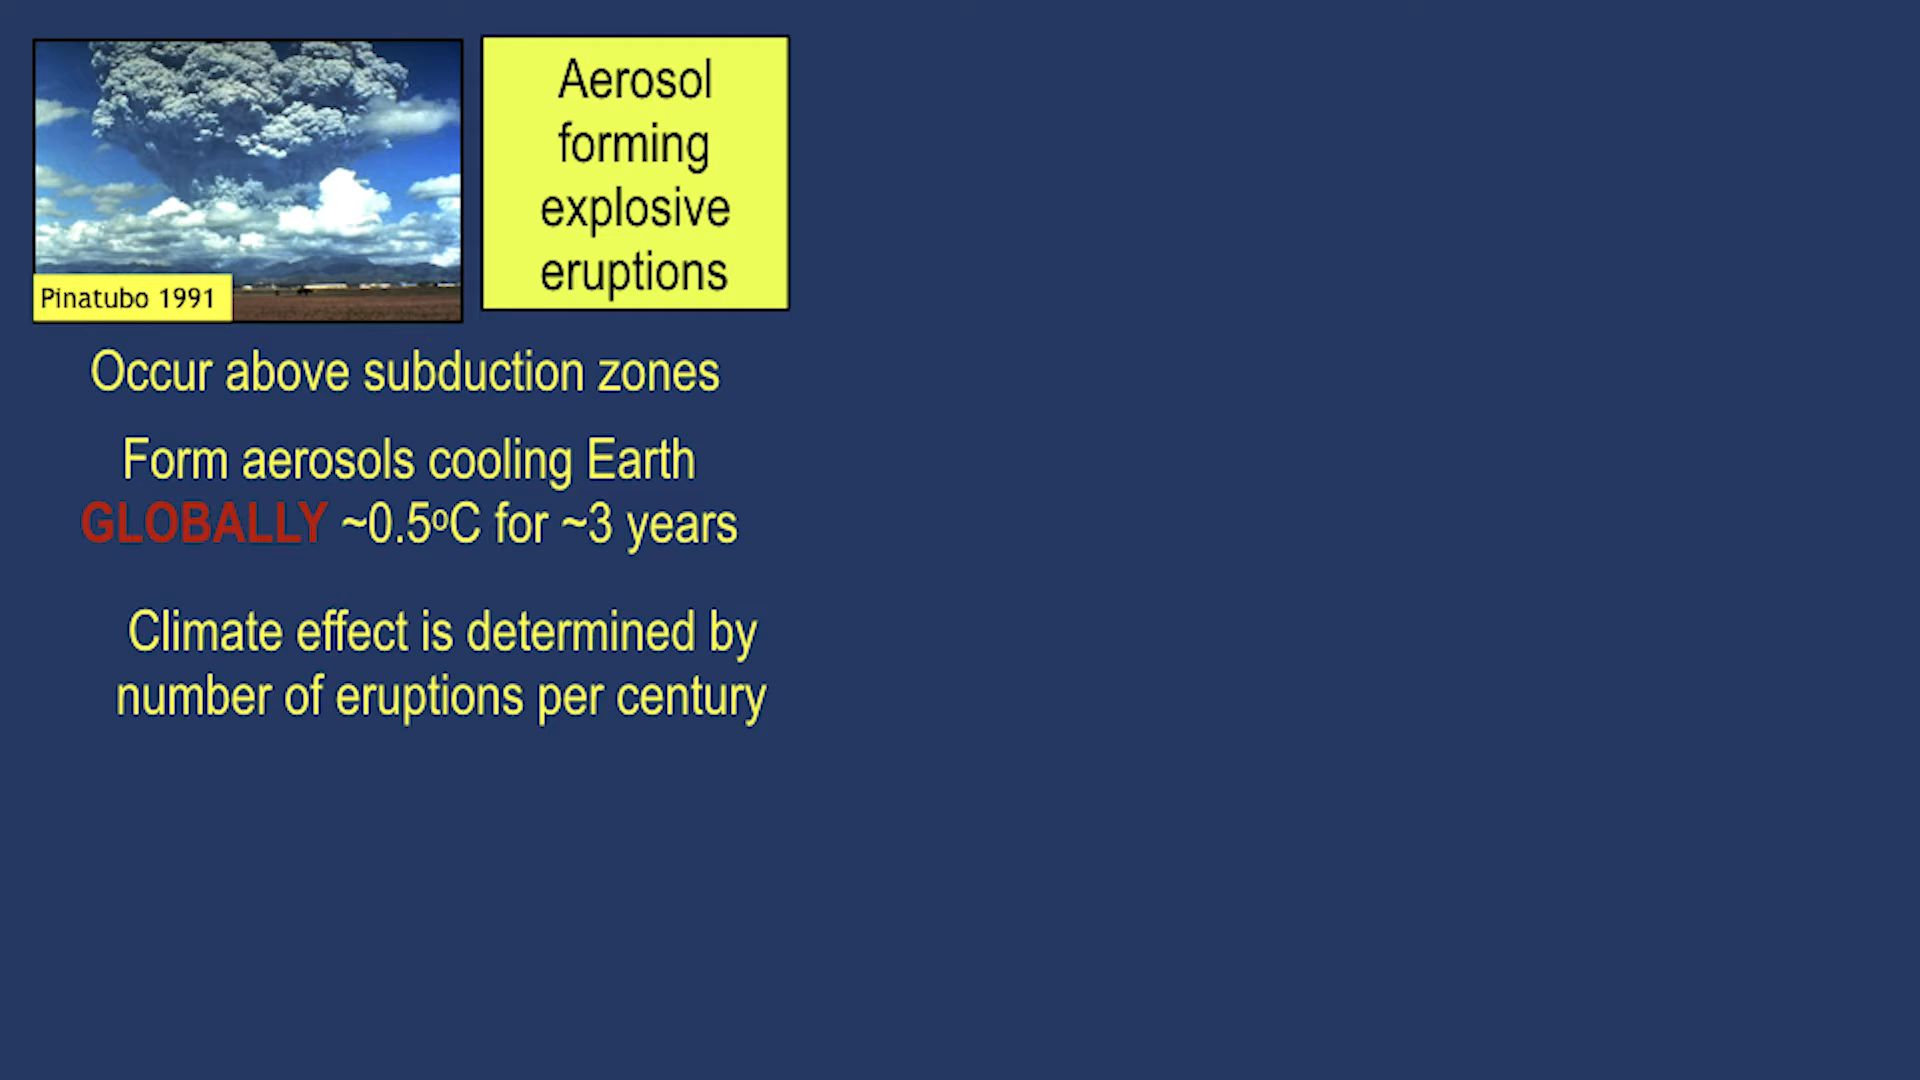 Pinatubo 1991
Aerosol
forming
explosive
eruptions
Occur above subduction zones
Form aerosols cooling Earth
GLOBALLY ~0.5ºC for ~3 years
Climate effect is determined by
number of eruptions per century